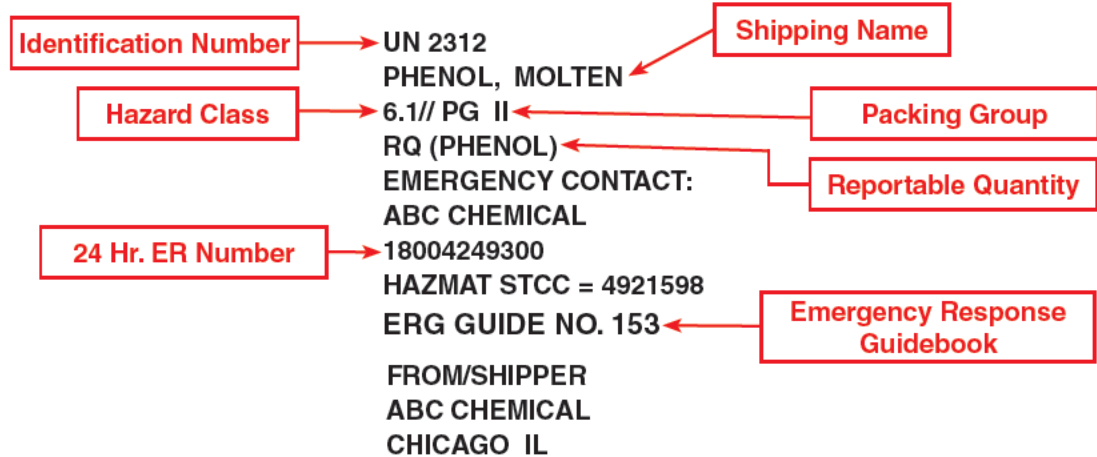 Identification Number
UN 2312
Shipping Name
PHENOL, MOLTEN
Hazard Class
6.1// PG II
Packing Group
RQ (PHENOL)
Reportable Quantity
EMERGENCY CONTACT:
ABC CHEMICAL
24 Hr. ER Number
18004249300
HAZMAT STCC = 4921598
ERG GUIDE NO. 153
Emergency Response
Guidebook
FROM/SHIPPER
ABC CHEMICAL
CHICAGO IL